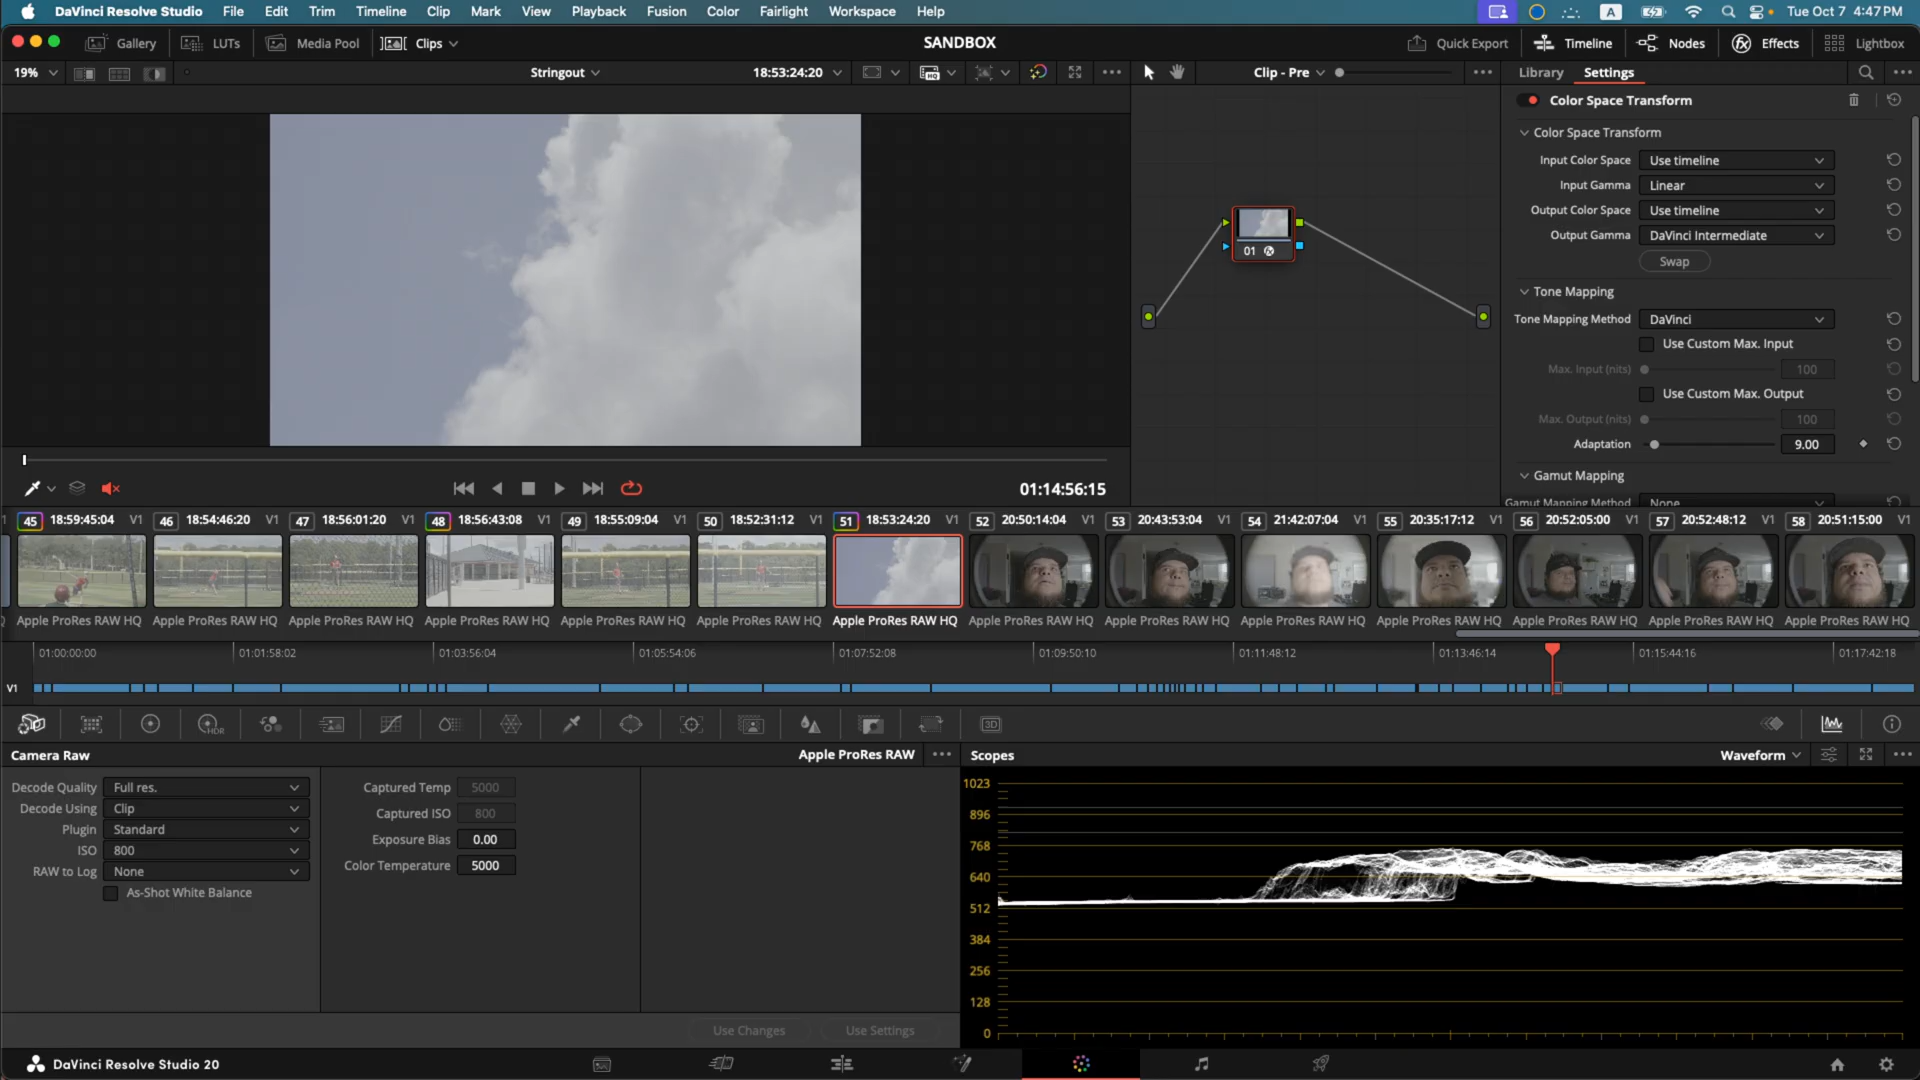 DaVinci Resolve Studio File Edit Trim Timeline Clip Mark View Playback Fusion Color Fairlight Workspace Help A Tue Oct 7 4:47 PM
Gallery LUTs Media Pool Clips SANDBOX Quick Export Timeline Nodes Effects Lightbox
19% Stringout 18:53:24:20 Clip - Pre Library Settings
Color Space Transform
Color Space Transform
Input Color Space Use timeline
Input Gamma Linear
Output Color Space Use timeline
Output Gamma DaVinci Intermediate
Swap
Tone Mapping
Tone Mapping Method DaVinci
Use Custom Max. Input
Max. Input (nits) 100
Use Custom Max. Output
Max. Output (nits) 100
Adaptation 9.00
Gamut Mapping
Gamut Mapping Method None
01
01:14:56:15
45 18:59:45:04 V1 46 18:54:46:20 V1 47 18:56:01:20 V1 48 18:56:43:08 V1 49 18:55:09:04 V1 50 18:52:31:12 V1 51 18:53:24:20 V1 52 20:50:14:04 V1 53 20:43:53:04 V1 54 21:42:07:04 V1 55 20:35:17:12 V1 56 20:52:05:00 V1 57 20:52:48:12 V1 58 20:51:15:00 V1
Apple ProRes RAW HQ Apple ProRes RAW HQ Apple ProRes RAW HQ Apple ProRes RAW HQ Apple ProRes RAW HQ Apple ProRes RAW HQ Apple ProRes RAW HQ Apple ProRes RAW HQ Apple ProRes RAW HQ Apple ProRes RAW HQ Apple ProRes RAW HQ Apple ProRes RAW HQ Apple ProRes RAW HQ Apple ProRes RAW HQ
01:00:00:00 01:01:58:02 01:03:56:04 01:05:54:06 01:07:52:08 01:09:50:10 01:11:48:12 01:13:46:14 01:15:44:16 01:17:42:18
V1
HDR 3D
Camera Raw Apple ProRes RAW
Decode Quality Full res.
Decode Using Clip
Plugin Standard
ISO 800
RAW to Log None
As-Shot White Balance
Captured Temp 5000
Captured ISO 800
Exposure Bias 0.00
Color Temperature 5000
Use Changes Use Settings
Scopes Waveform
1023
896
768
640
512
384
256
128
0
DaVinci Resolve Studio 20